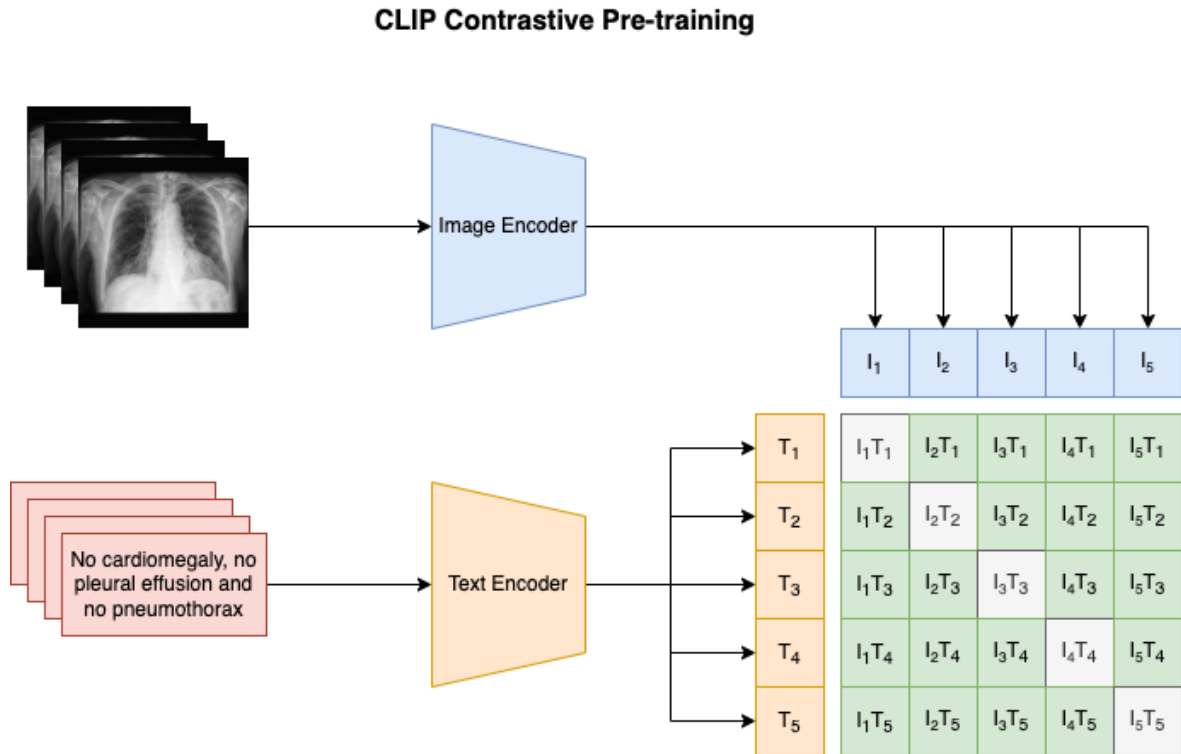 CLIP Contrastive Pre-training
Image Encoder
I₁ I₂ I₃ I₄ I₅
No cardiomegaly, no
pleural effusion and
no pneumothorax
Text Encoder
T₁ I₁T₁ I₂T₁ I₃T₁ I₄T₁ I₅T₁
T₂ I₁T₂ I₂T₂ I₃T₂ I₄T₂ I₅T₂
T₃ I₁T₃ I₂T₃ I₃T₃ I₄T₃ I₅T₃
T₄ I₁T₄ I₂T₄ I₃T₄ I₄T₄ I₅T₄
T₅ I₁T₅ I₂T₅ I₃T₅ I₄T₅ I₅T₅